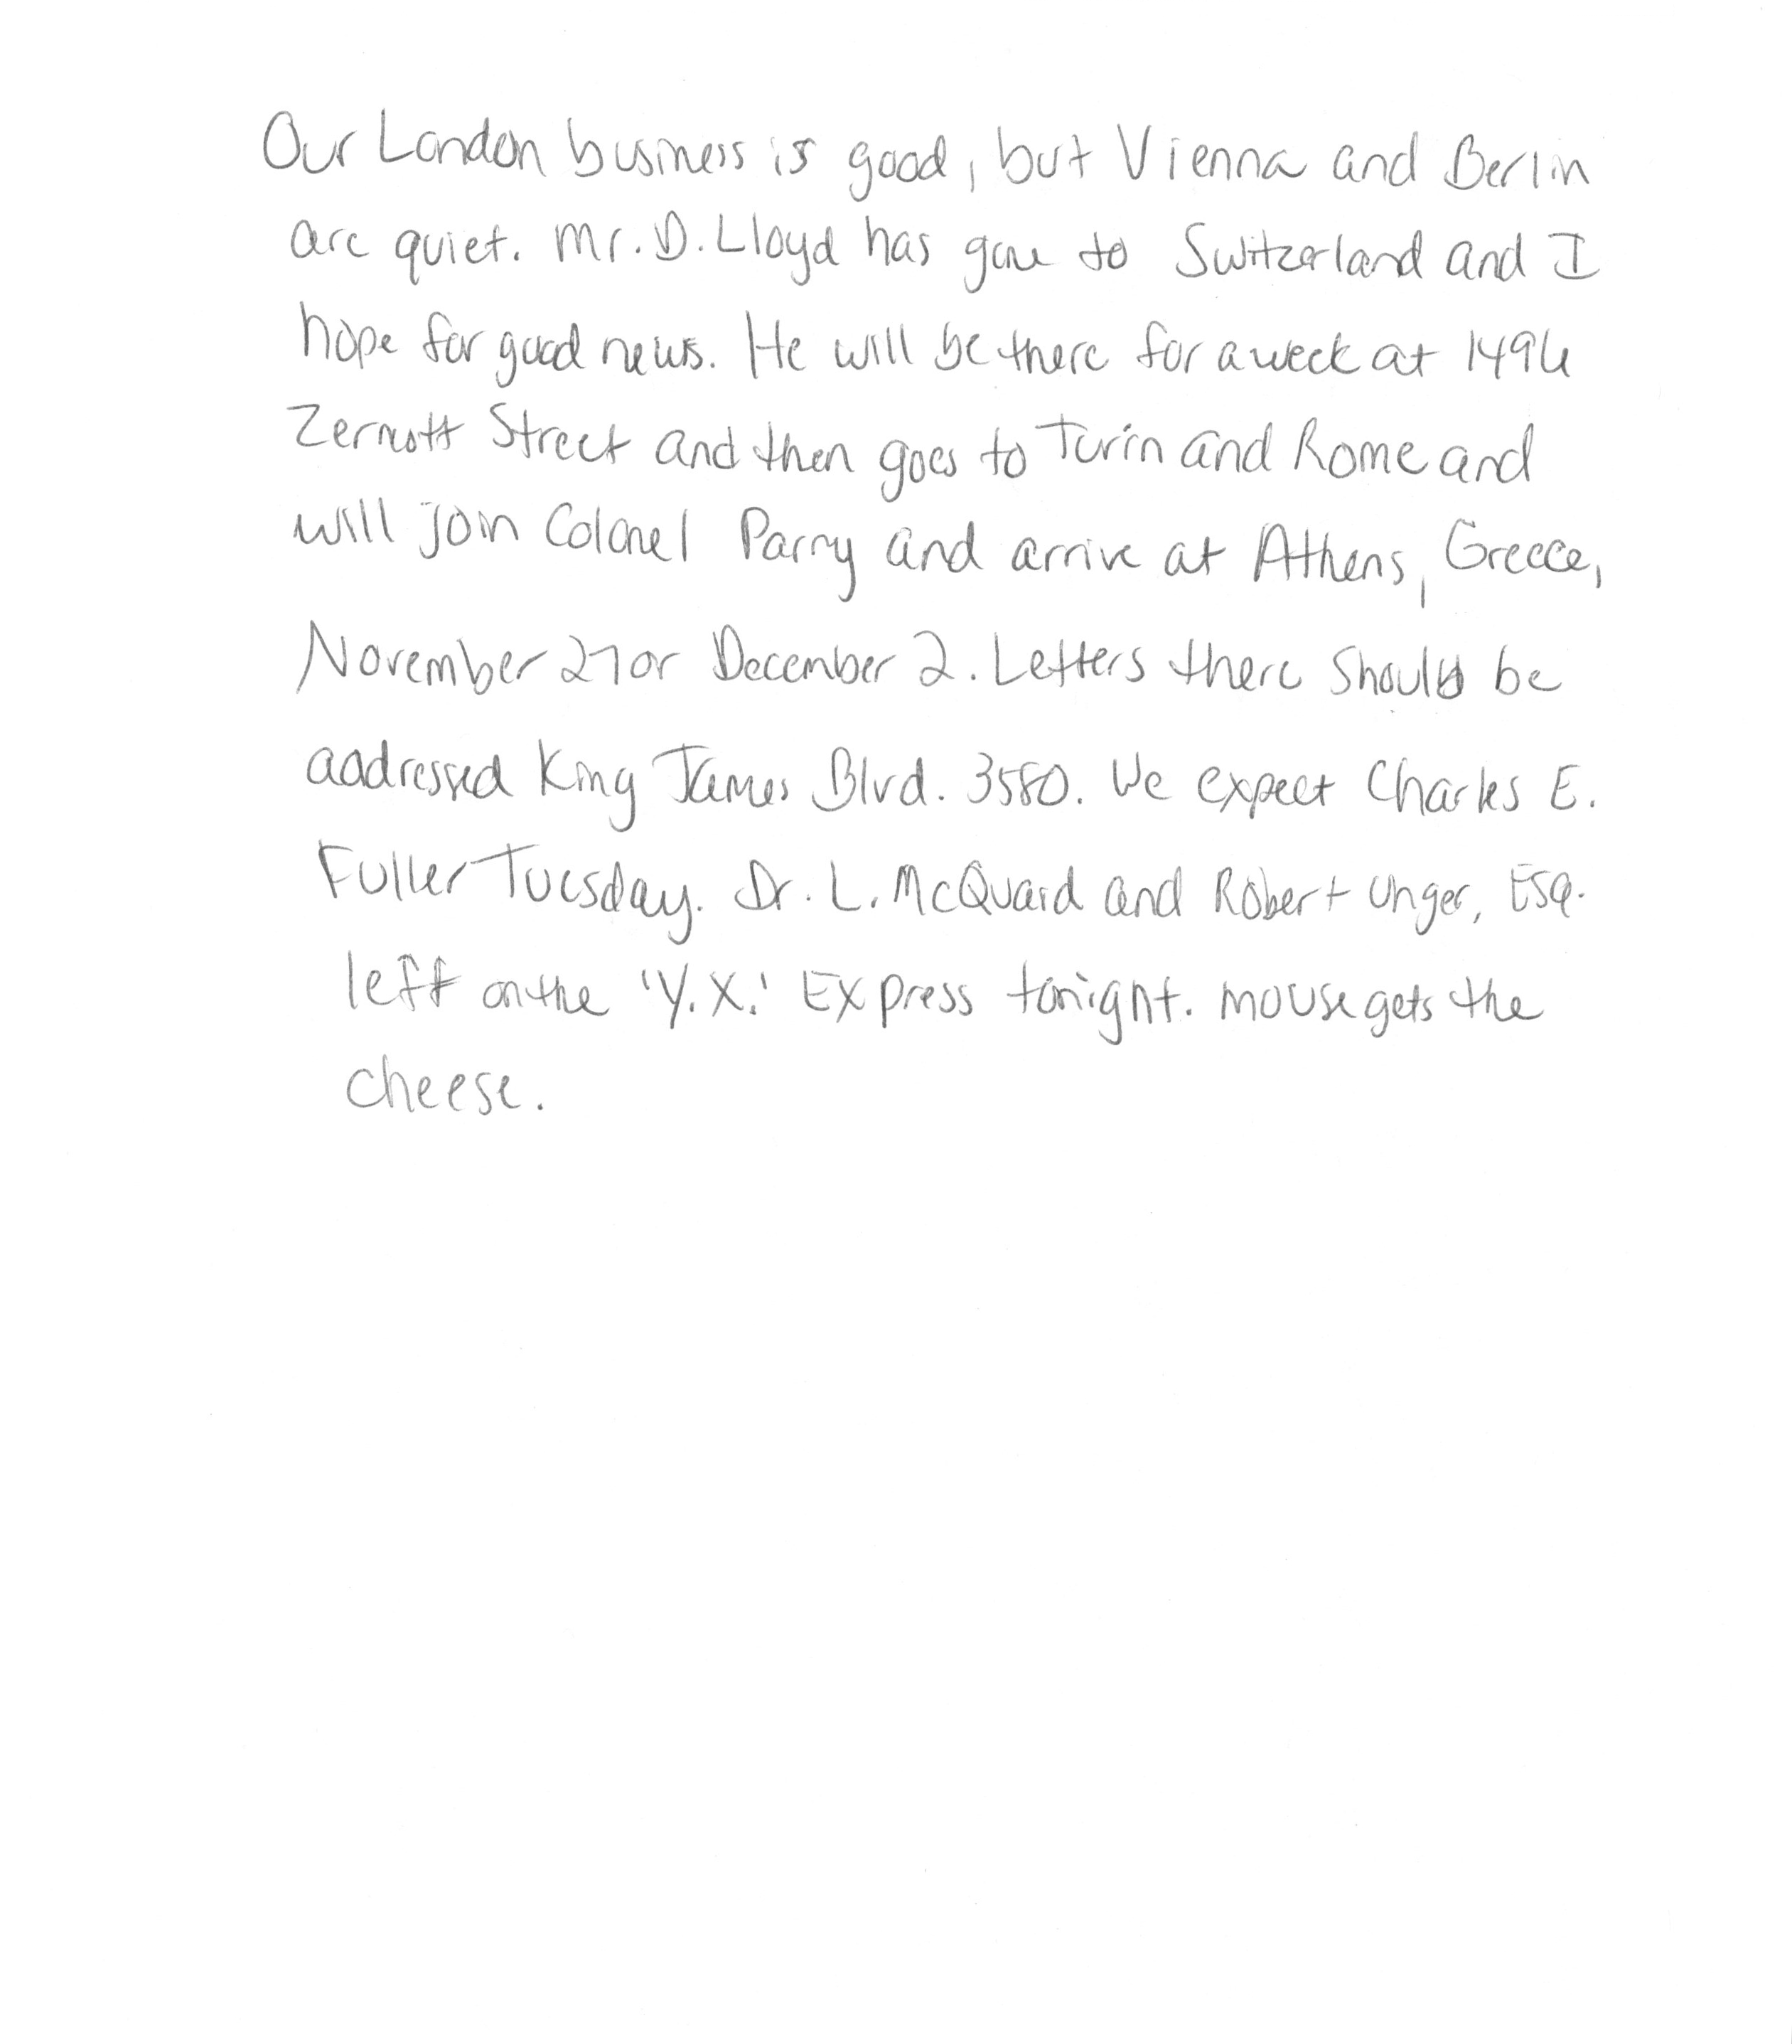 Our London business is good, but Vienna and Berlin
are quiet. Mr. D. Lloyd has gone to Switzerland and I
hope for good news. He will be there for a week at 1496
Zermott Street and then goes to Turin and Rome and
will join Colonel Parry and arrive at Athens, Greece,
November 27 or December 2. Letters there should be
addressed King James Blvd. 3580. We expect Charles E.
Fuller Tuesday. Dr. L. McQuaid and Robert Unger, Esq.
left on the 'Y.X.' Express tonight. mouse gets the
cheese.